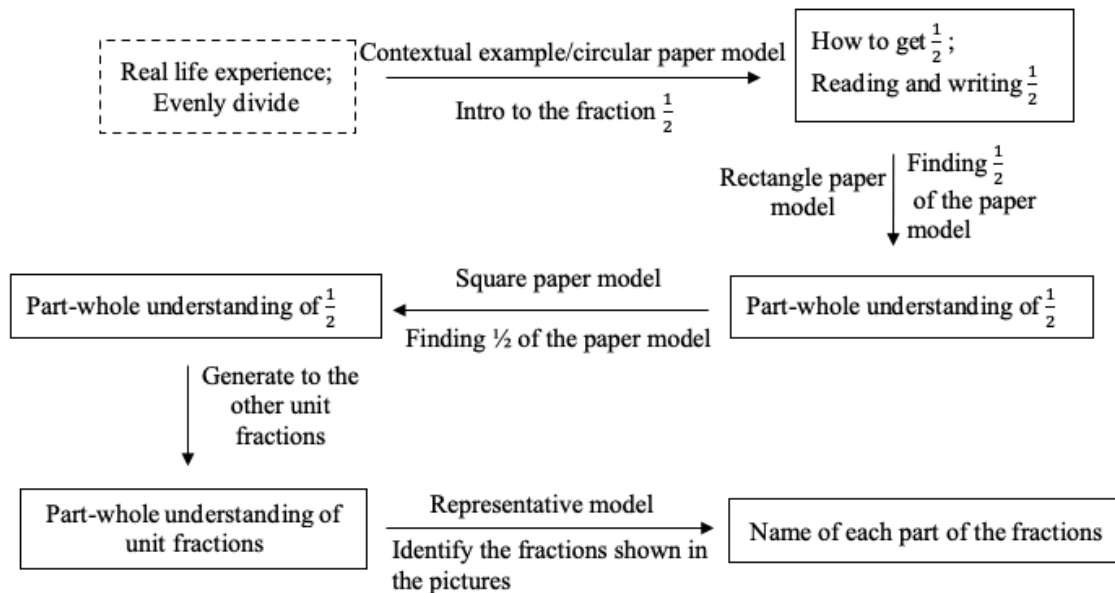 Real life experience;
Evenly divide
Contextual example/circular paper model
Intro to the fraction 1/2
How to get 1/2;
Reading and writing 1/2
Rectangle paper
model
Finding 1/2
of the paper
model
Part-whole understanding of 1/2
Square paper model
Finding ½ of the paper model
Part-whole understanding of 1/2
Generate to the
other unit
fractions
Part-whole understanding of
unit fractions
Representative model
Identify the fractions shown in
the pictures
Name of each part of the fractions